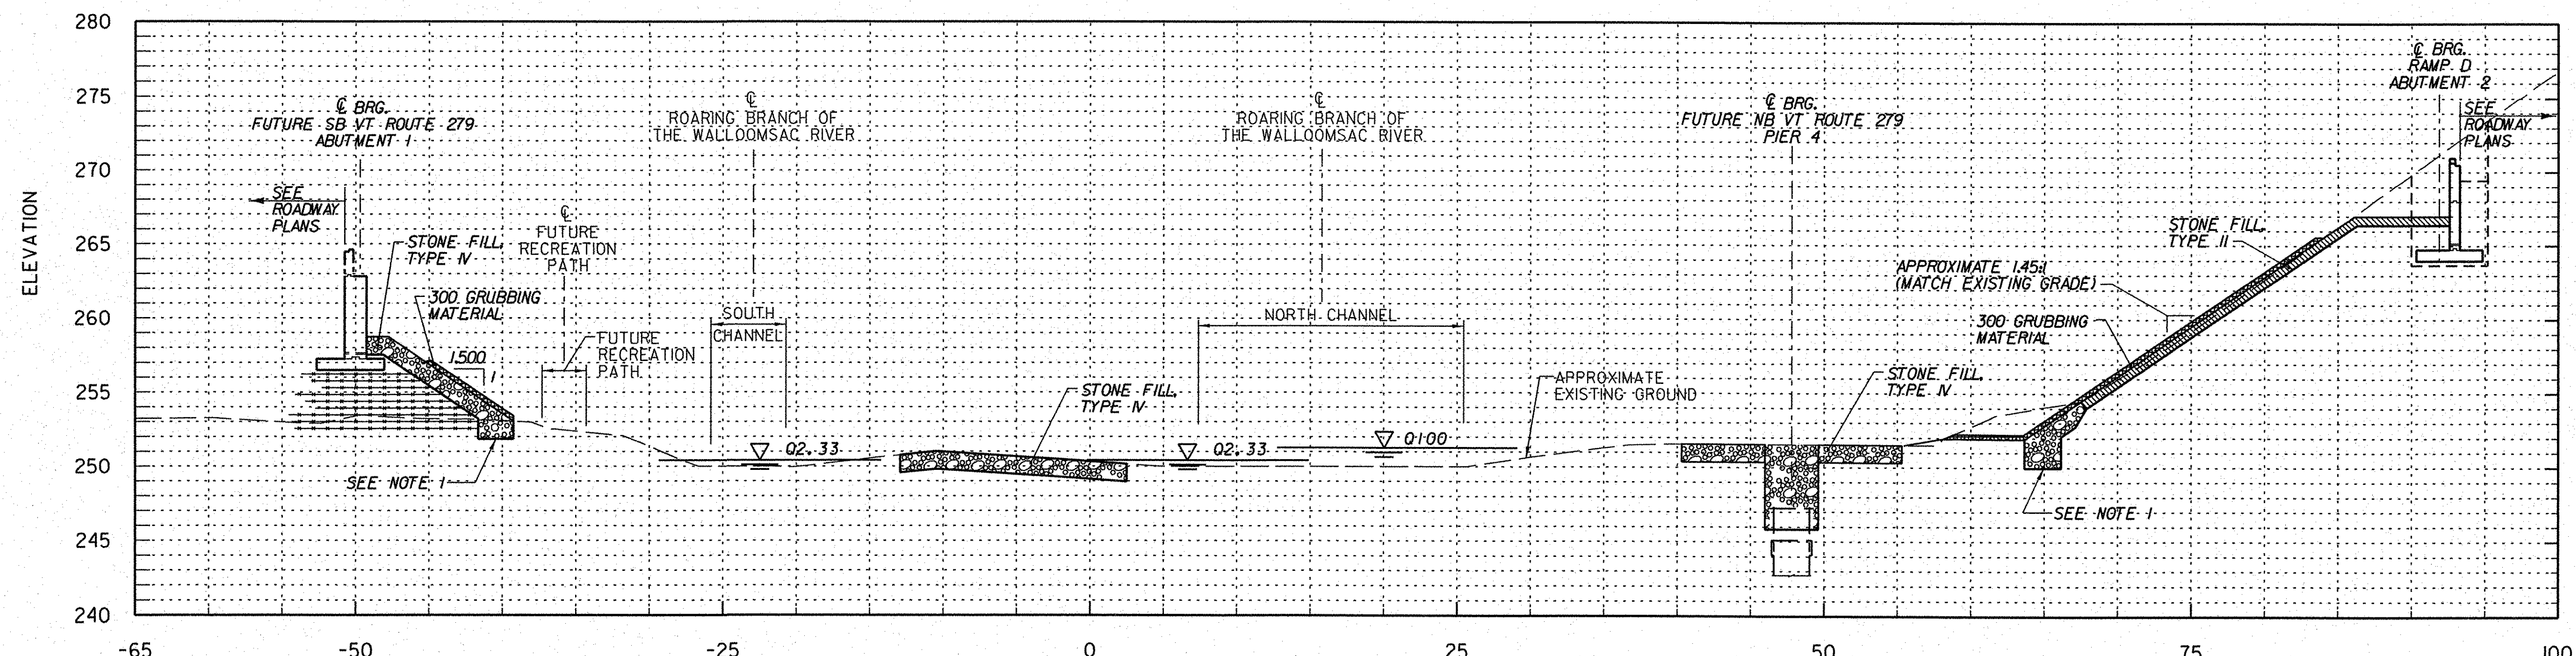 280
275
270
265
260
255
250
245
240
ELEVATION
℄ BRG.
FUTURE SB VT ROUTE 279
ABUTMENT 1
SEE
ROADWAY
PLANS
STONE FILL,
TYPE IV
300 GRUBBING
MATERIAL
1.500
1
SEE NOTE 1
℄
FUTURE
RECREATION
PATH
FUTURE
RECREATION
PATH
℄
ROARING BRANCH OF
THE WALLOOMSAC RIVER
SOUTH
CHANNEL
Q2.33
STONE FILL,
TYPE IV
℄
ROARING BRANCH OF
THE WALLOOMSAC RIVER
NORTH CHANNEL
Q2.33
Q100
APPROXIMATE
EXISTING GROUND
℄ BRG.
FUTURE NB VT ROUTE 279
PIER 4
STONE FILL,
TYPE IV
APPROXIMATE 1.45:1
(MATCH EXISTING GRADE)
300 GRUBBING
MATERIAL
STONE FILL,
TYPE II
SEE NOTE 1
℄ BRG.
RAMP D
ABUTMENT 2
SEE
ROADWAY
PLANS
-65
-50
-25
0
25
50
75
100